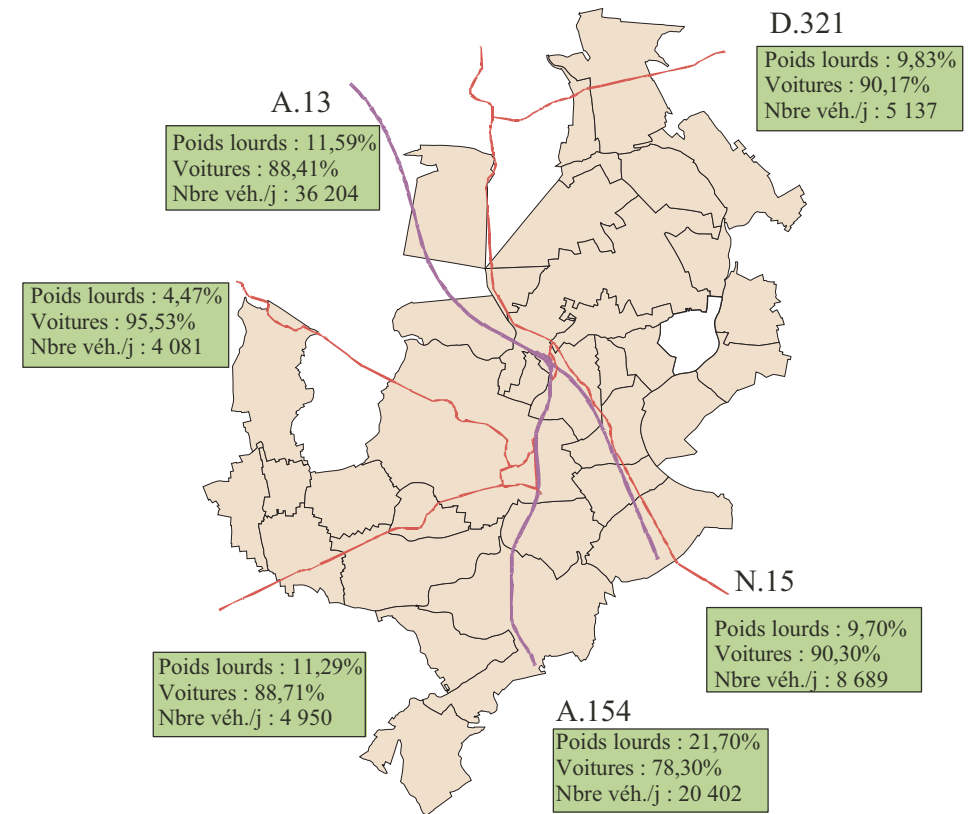 D.321
Poids lourds : 9,83%
Voitures : 90,17%
Nbre véh./j : 5 137
A.13
Poids lourds : 11,59%
Voitures : 88,41%
Nbre véh./j : 36 204
Poids lourds : 4,47%
Voitures : 95,53%
Nbre véh./j : 4 081
N.15
Poids lourds : 9,70%
Voitures : 90,30%
Nbre véh./j : 8 689
Poids lourds : 11,29%
Voitures : 88,71%
Nbre véh./j : 4 950
A.154
Poids lourds : 21,70%
Voitures : 78,30%
Nbre véh./j : 20 402